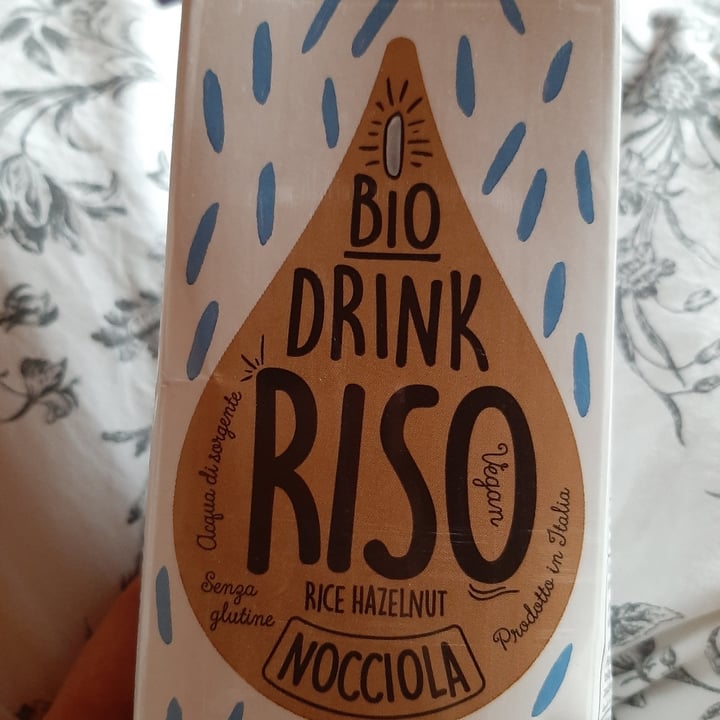 BiO
DRINK
RISO
Vegan
Acqua di sorgente
Senza
glutine
Prodotto in Italia
RICE HAZELNUT
NOCCIOLA